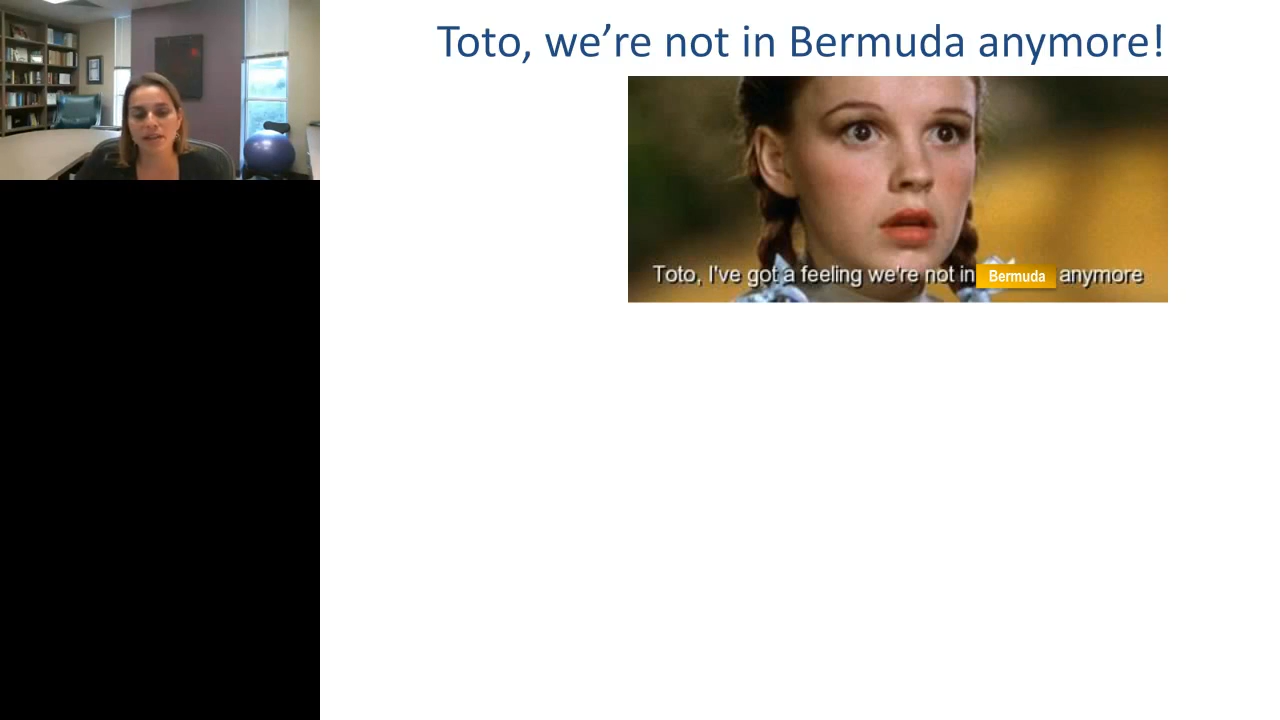 Toto, we’re not in Bermuda anymore!
Toto, I've got a feeling we're not in Bermuda anymore